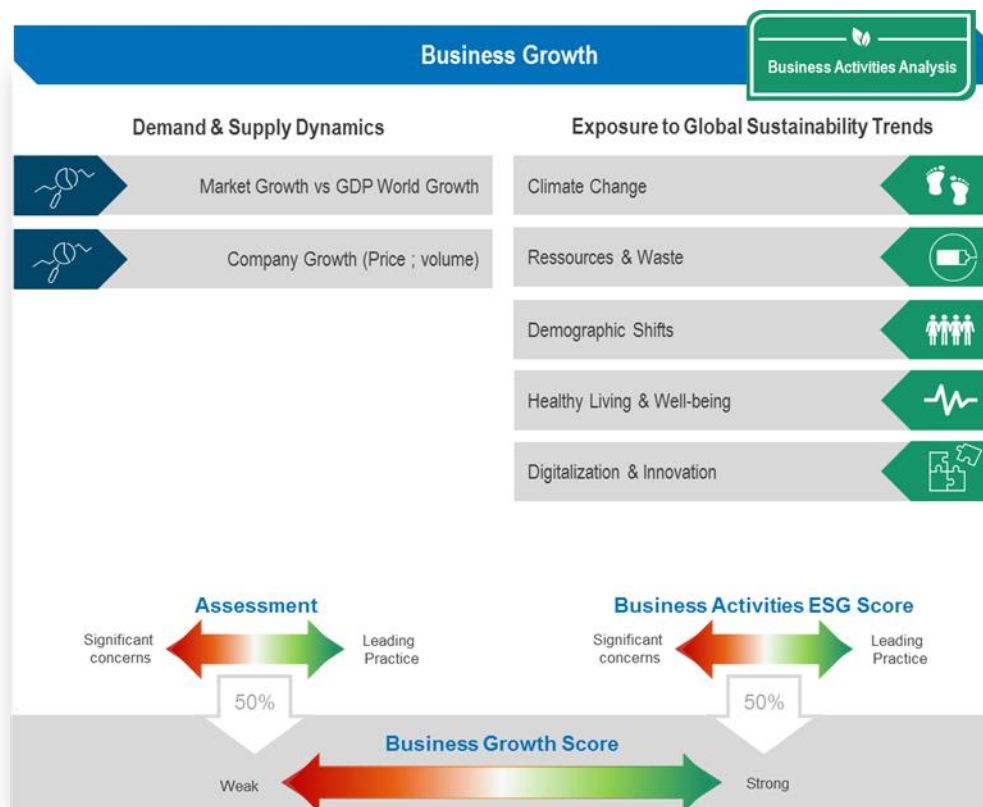 Business Growth
Business Activities Analysis
Demand & Supply Dynamics
Exposure to Global Sustainability Trends
Market Growth vs GDP World Growth
Company Growth (Price ; volume)
Climate Change
Ressources & Waste
Demographic Shifts
Healthy Living & Well-being
Digitalization & Innovation
Assessment
Significant
concerns
Leading
Practice
50%
Business Activities ESG Score
Significant
concerns
Leading
Practice
50%
Business Growth Score
Weak
Strong